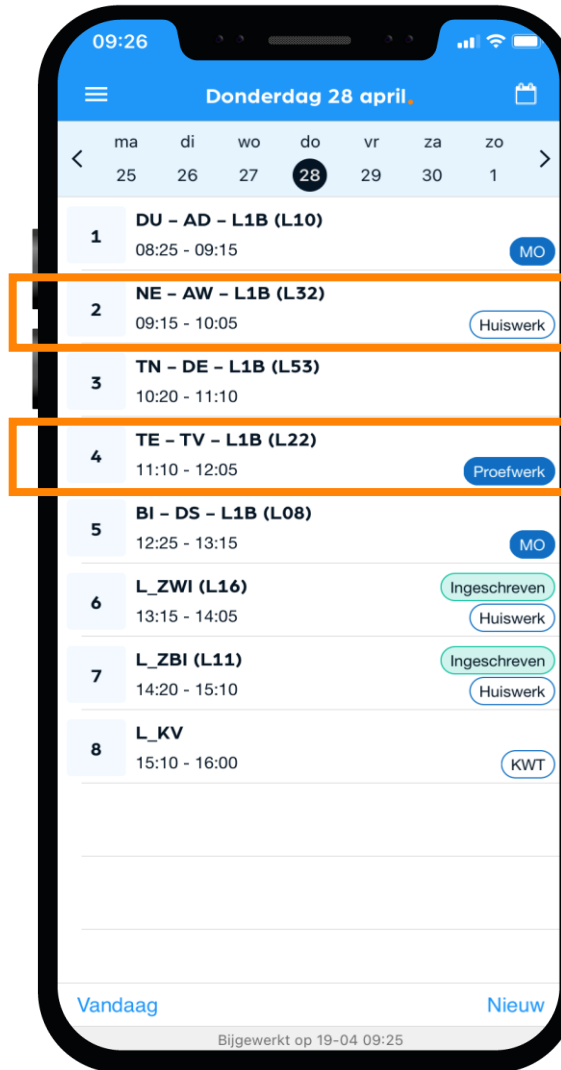 09:26
Donderdag 28 april.
ma di wo do vr za zo
25 26 27 28 29 30 1
1
DU – AD – L1B (L10)
08:25 - 09:15
MO
2
NE – AW – L1B (L32)
09:15 - 10:05
Huiswerk
3
TN – DE – L1B (L53)
10:20 - 11:10
4
TE – TV – L1B (L22)
11:10 - 12:05
Proefwerk
5
BI – DS – L1B (L08)
12:25 - 13:15
MO
6
L_ZWI (L16)
Ingeschreven
13:15 - 14:05
Huiswerk
7
L_ZBI (L11)
Ingeschreven
14:20 - 15:10
Huiswerk
8
L_KV
15:10 - 16:00
KWT
Vandaag Nieuw
Bijgewerkt op 19-04 09:25